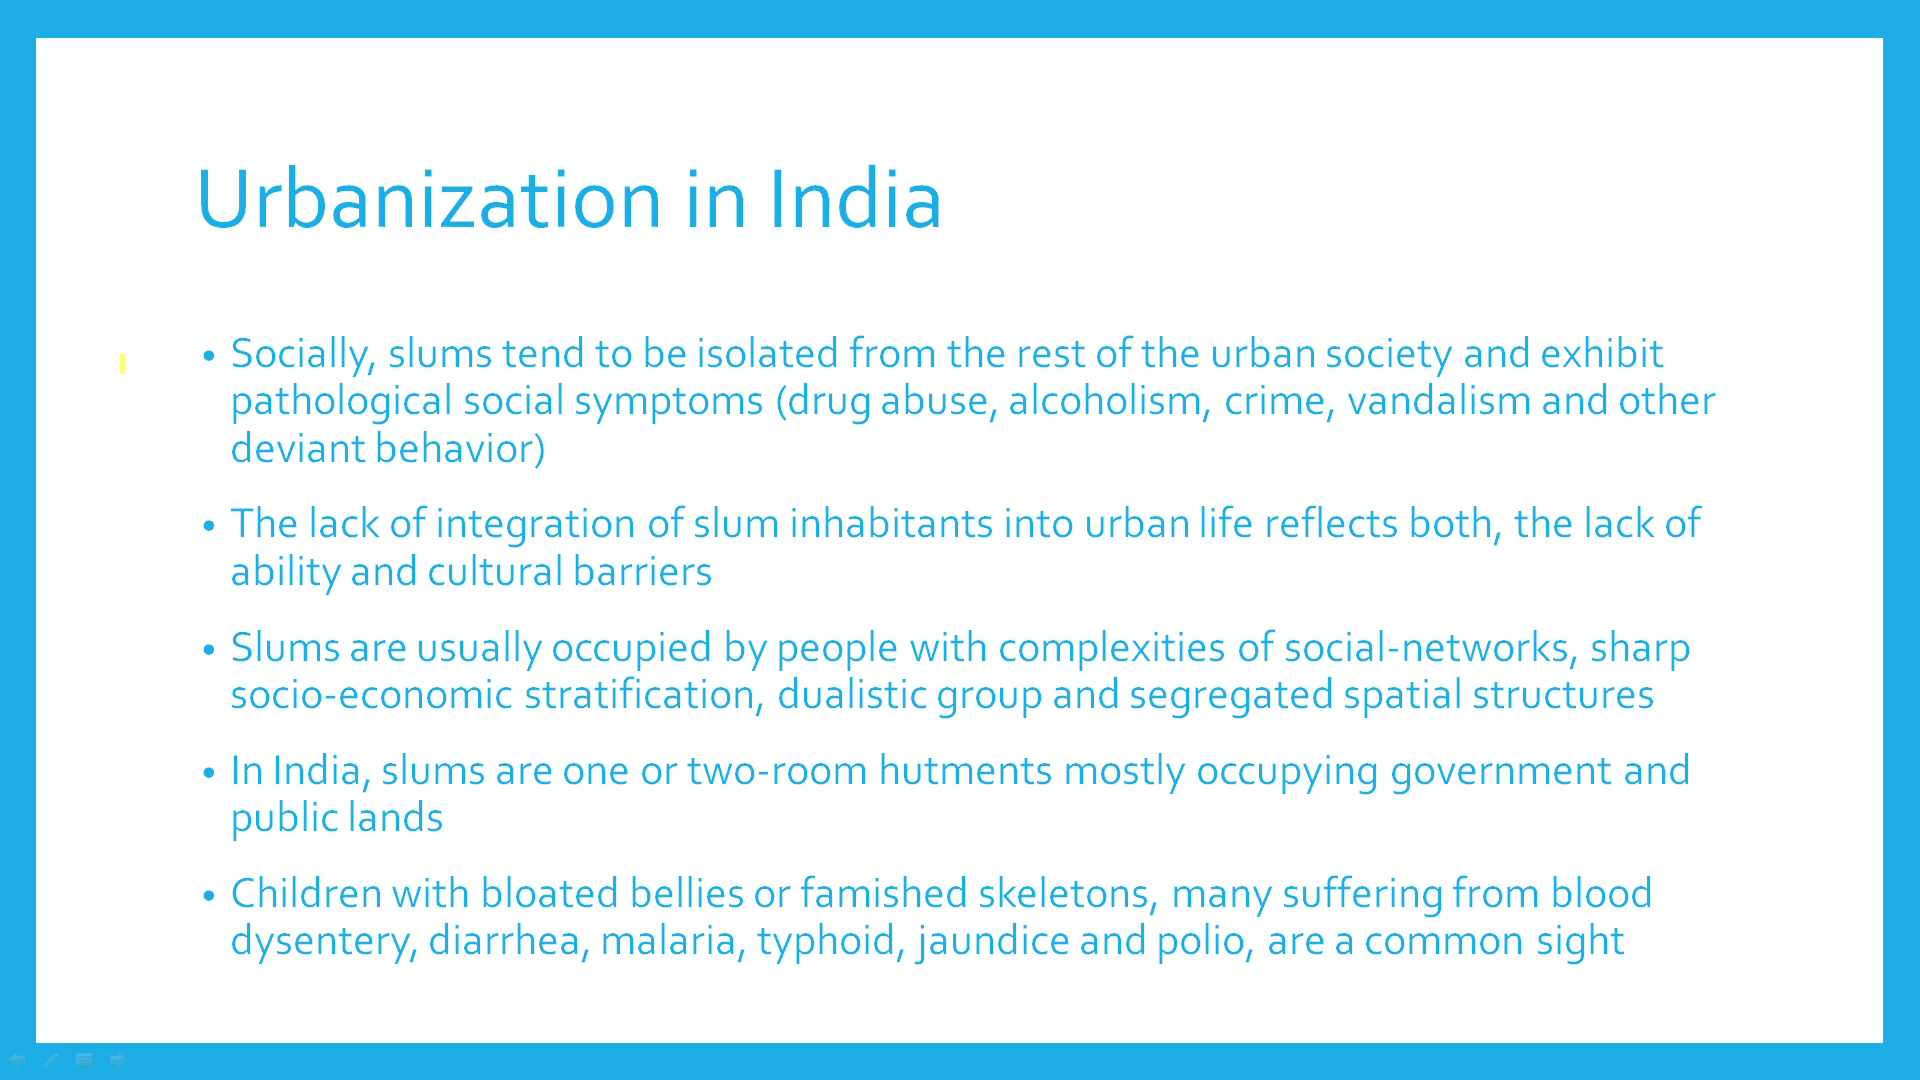 Urbanization in India
• Socially, slums tend to be isolated from the rest of the urban society and exhibit
pathological social symptoms (drug abuse, alcoholism, crime, vandalism and other
deviant behavior)
• The lack of integration of slum inhabitants into urban life reflects both, the lack of
ability and cultural barriers
• Slums are usually occupied by people with complexities of social-networks, sharp
socio-economic stratification, dualistic group and segregated spatial structures
• In India, slums are one or two-room hutments mostly occupying government and
public lands
• Children with bloated bellies or famished skeletons, many suffering from blood
dysentery, diarrhea, malaria, typhoid, jaundice and polio, are a common sight